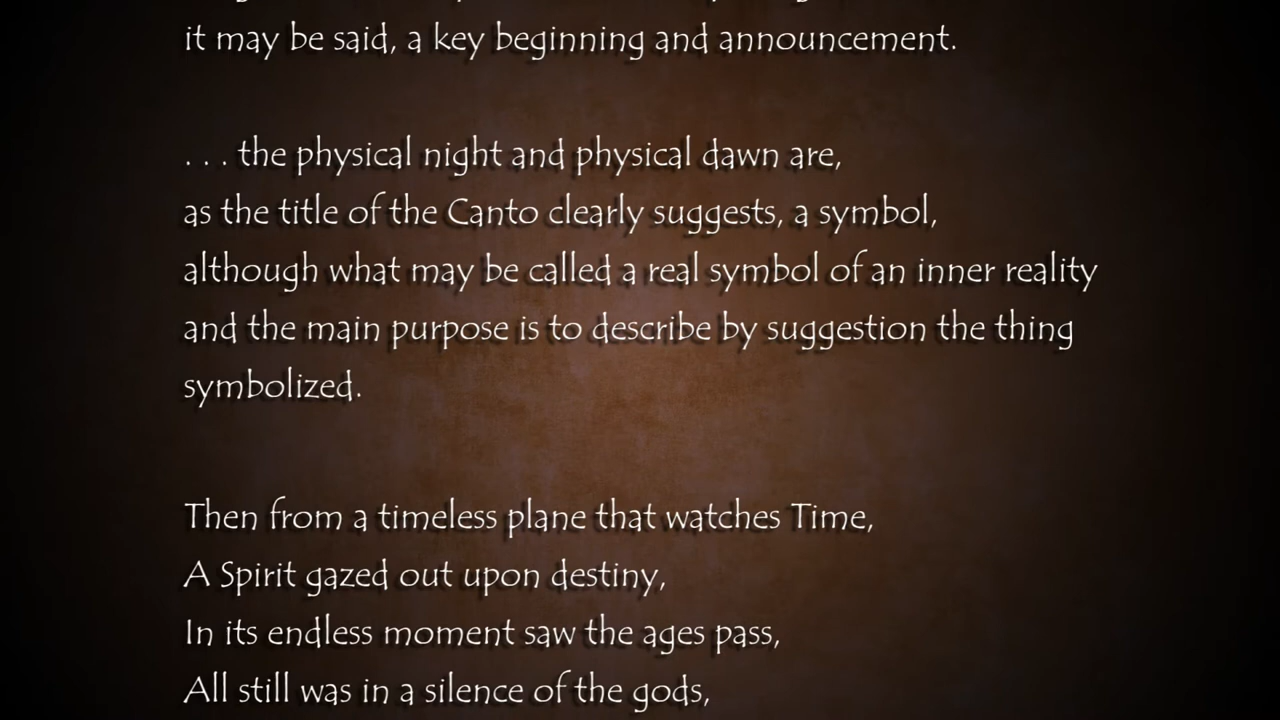 it may be said, a key beginning and announcement.
. . . the physical night and physical dawn are,
as the title of the Canto clearly suggests, a symbol,
although what may be called a real symbol of an inner reality
and the main purpose is to describe by suggestion the thing
symbolized.
Then from a timeless plane that watches Time,
A Spirit gazed out upon destiny,
In its endless moment saw the ages pass,
All still was in a silence of the gods,